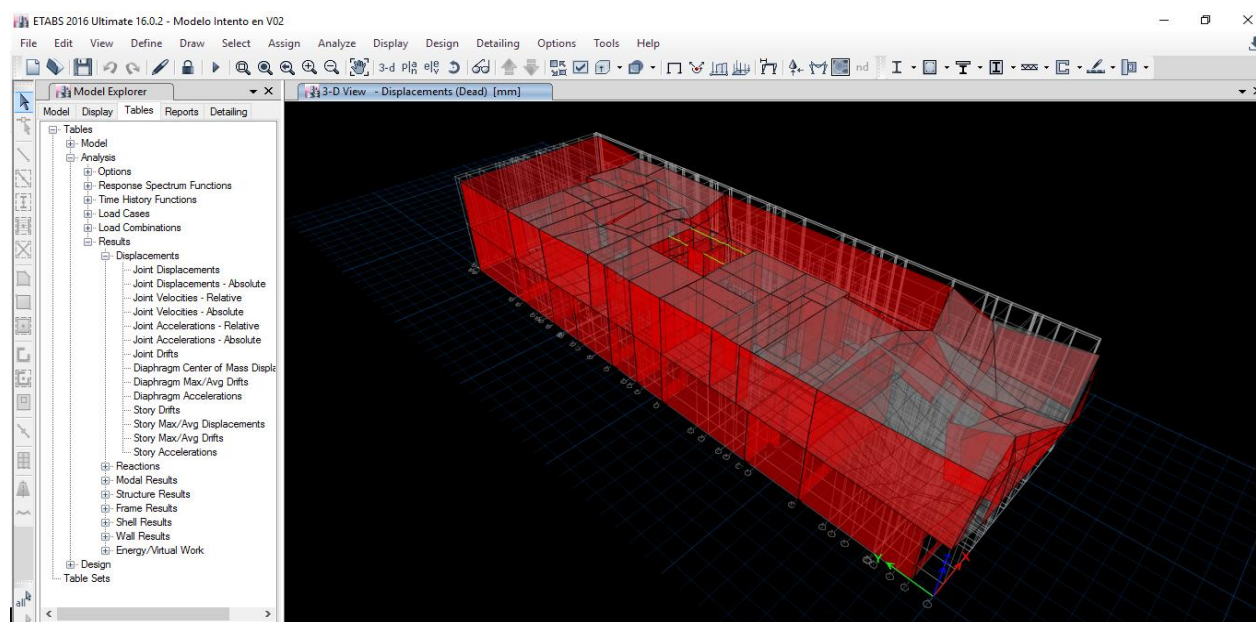 ETABS 2016 Ultimate 16.0.2 - Modelo Intento en V02
File Edit View Define Draw Select Assign Analyze Display Design Detailing Options Tools Help
3-d nd
Model Explorer
Model Display Tables Reports Detailing
Tables
Model
Analysis
Options
Response Spectrum Functions
Time History Functions
Load Cases
Load Combinations
Results
Displacements
Joint Displacements
Joint Displacements - Absolute
Joint Velocities - Relative
Joint Velocities - Absolute
Joint Accelerations - Relative
Joint Accelerations - Absolute
Joint Drifts
Diaphragm Center of Mass Displa
Diaphragm Max/Avg Drifts
Diaphragm Accelerations
Story Drifts
Story Max/Avg Displacements
Story Max/Avg Drifts
Story Accelerations
Reactions
Modal Results
Structure Results
Frame Results
Shell Results
Wall Results
Energy/Virtual Work
Design
Table Sets
all
3-D View - Displacements (Dead) [mm]
Y
X